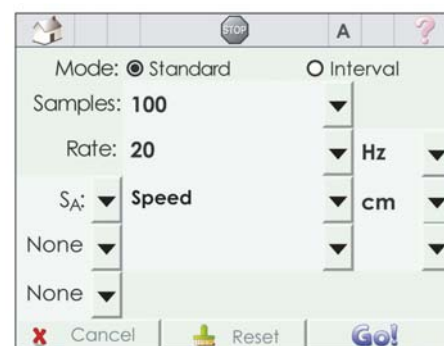 STOP A ?
Mode: Standard Interval
Samples: 100
Rate: 20 Hz
SA: Speed cm
None
None
X Cancel Reset Go!